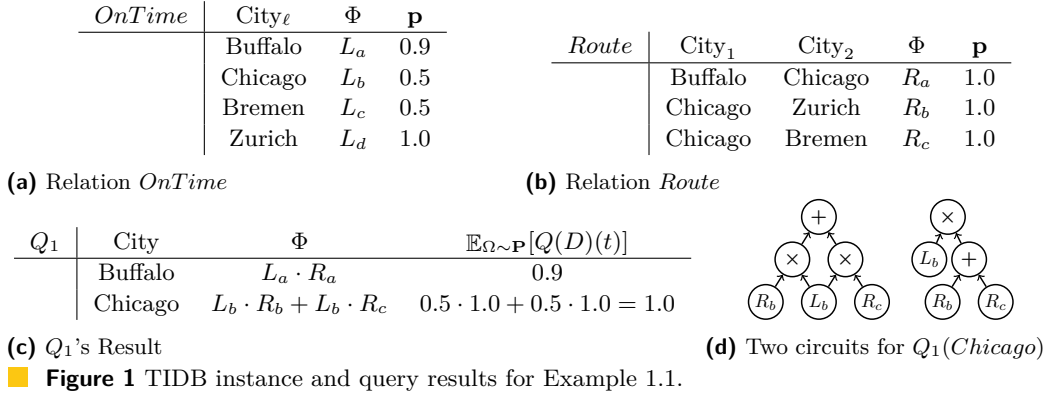 OnTime City_ℓ Φ p
Buffalo L_a 0.9
Chicago L_b 0.5
Bremen L_c 0.5
Zurich L_d 1.0
(a) Relation OnTime
Route City_1 City_2 Φ p
Buffalo Chicago R_a 1.0
Chicago Zurich R_b 1.0
Chicago Bremen R_c 1.0
(b) Relation Route
Q_1 City Φ 𝔼_{Ω∼P}[Q(D)(t)]
Buffalo L_a · R_a 0.9
Chicago L_b · R_b + L_b · R_c 0.5 · 1.0 + 0.5 · 1.0 = 1.0
(c) Q_1's Result
+
× ×
R_b L_b R_c
×
L_b +
R_b R_c
(d) Two circuits for Q_1(Chicago)
Figure 1 TIDB instance and query results for Example 1.1.